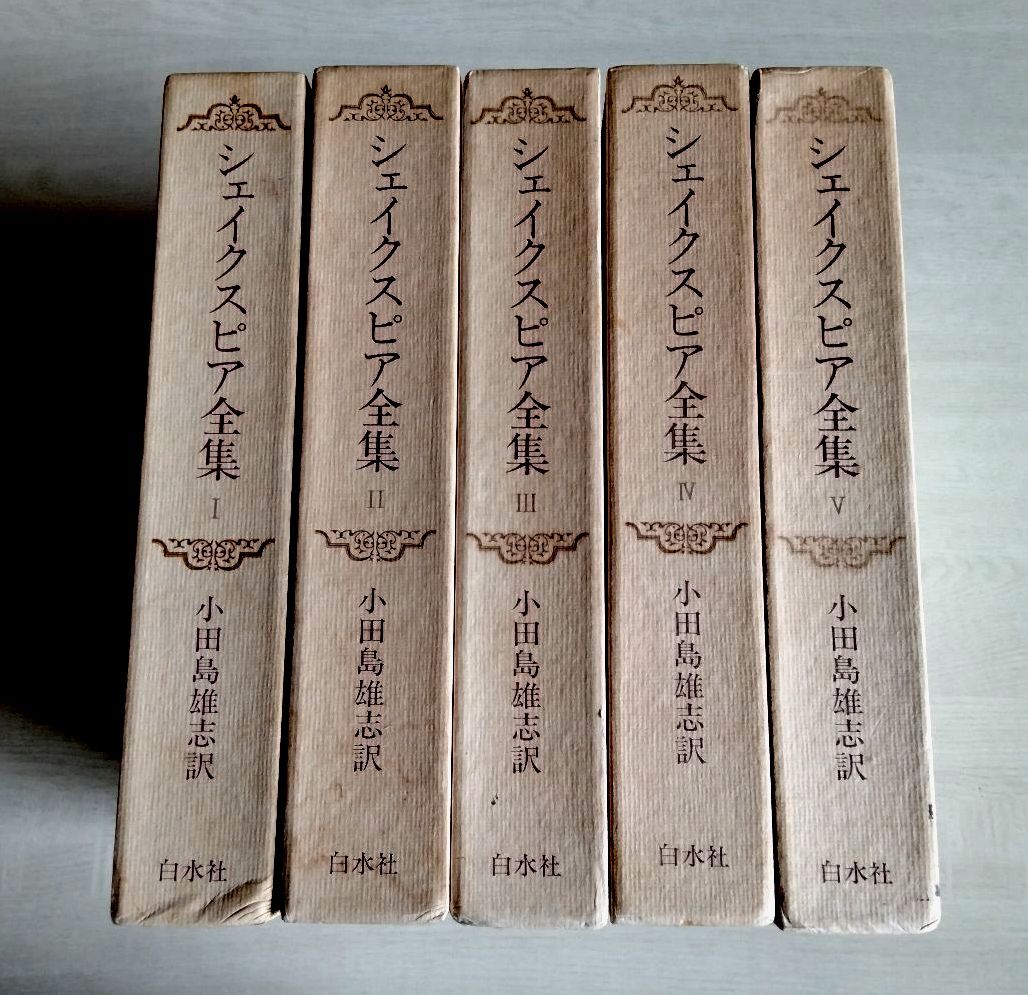 シェイクスピア全集 I
小田島雄志訳
白水社
シェイクスピア全集 II
小田島雄志訳
白水社
シェイクスピア全集 III
小田島雄志訳
白水社
シェイクスピア全集 IV
小田島雄志訳
白水社
シェイクスピア全集 V
小田島雄志訳
白水社